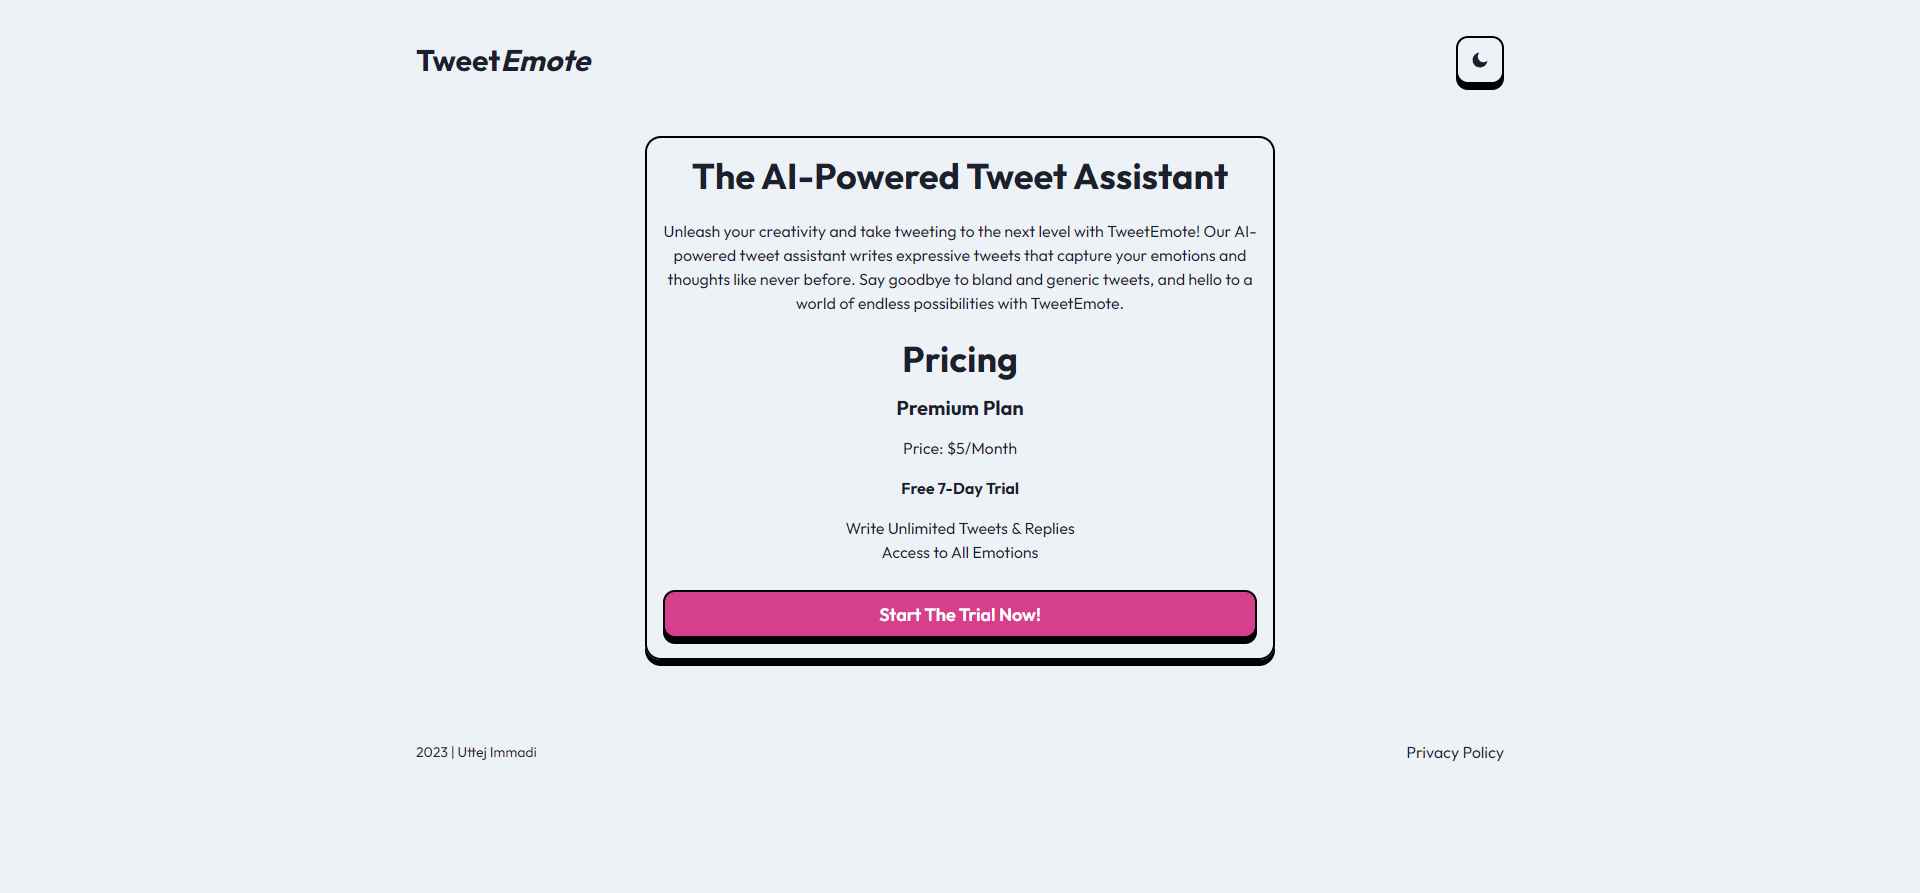 TweetEmote
The AI-Powered Tweet Assistant
Unleash your creativity and take tweeting to the next level with TweetEmote! Our AI-
powered tweet assistant writes expressive tweets that capture your emotions and
thoughts like never before. Say goodbye to bland and generic tweets, and hello to a
world of endless possibilities with TweetEmote.
Pricing
Premium Plan
Price: $5/Month
Free 7-Day Trial
Write Unlimited Tweets & Replies
Access to All Emotions
Start The Trial Now!
2023 | Uttej Immadi
Privacy Policy